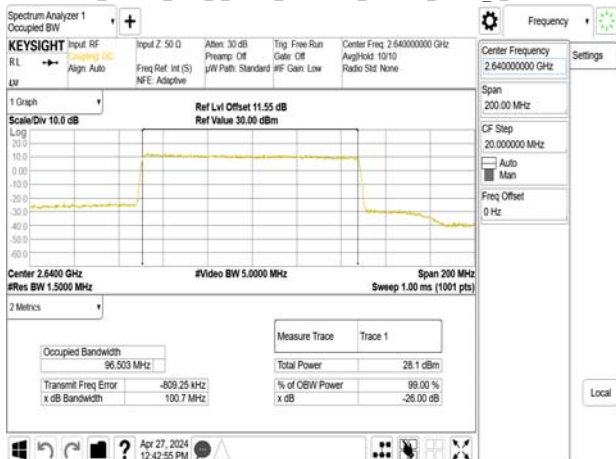 Spectrum Analyzer 1
Occupied BW
Frequency
KEYSIGHT
RL
Input: RF
Coupling: DC
Align: Auto
Input Z: 50 Ω
Freq Ref: Int (S)
NFE: Adaptive
Atten: 30 dB
Preamp: Off
µW Path: Standard
Trig: Free Run
Gate: Off
#IF Gain: Low
Center Freq: 2.640000000 GHz
Avg|Hold: 10/10
Radio Std: None
Center Frequency
2.640000000 GHz
Settings
Span
200.00 MHz
CF Step
20.000000 MHz
Auto
Man
Freq Offset
0 Hz
Local
1 Graph
Scale/Div 10.0 dB
Ref Lvl Offset 11.55 dB
Ref Value 30.00 dBm
Log
20.0
10.0
0.00
-10.0
-20.0
-30.0
-40.0
-50.0
-60.0
Center 2.6400 GHz
#Video BW 5.0000 MHz
Span 200 MHz
#Res BW 1.5000 MHz
Sweep 1.00 ms (1001 pts)
2 Metrics
Measure Trace
Trace 1
Occupied Bandwidth
96.503 MHz
Total Power
28.1 dBm
Transmit Freq Error
-809.25 kHz
% of OBW Power
99.00 %
x dB Bandwidth
100.7 MHz
x dB
-26.00 dB
?
Apr 27, 2024
12:42:55 PM